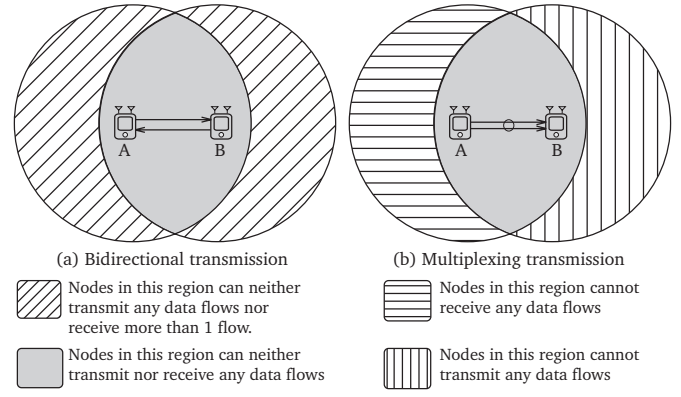 A
B
A
B
(a) Bidirectional transmission
(b) Multiplexing transmission
Nodes in this region can neither
transmit any data flows nor
receive more than 1 flow.
Nodes in this region cannot
receive any data flows
Nodes in this region can neither
transmit nor receive any data flows
Nodes in this region cannot
transmit any data flows